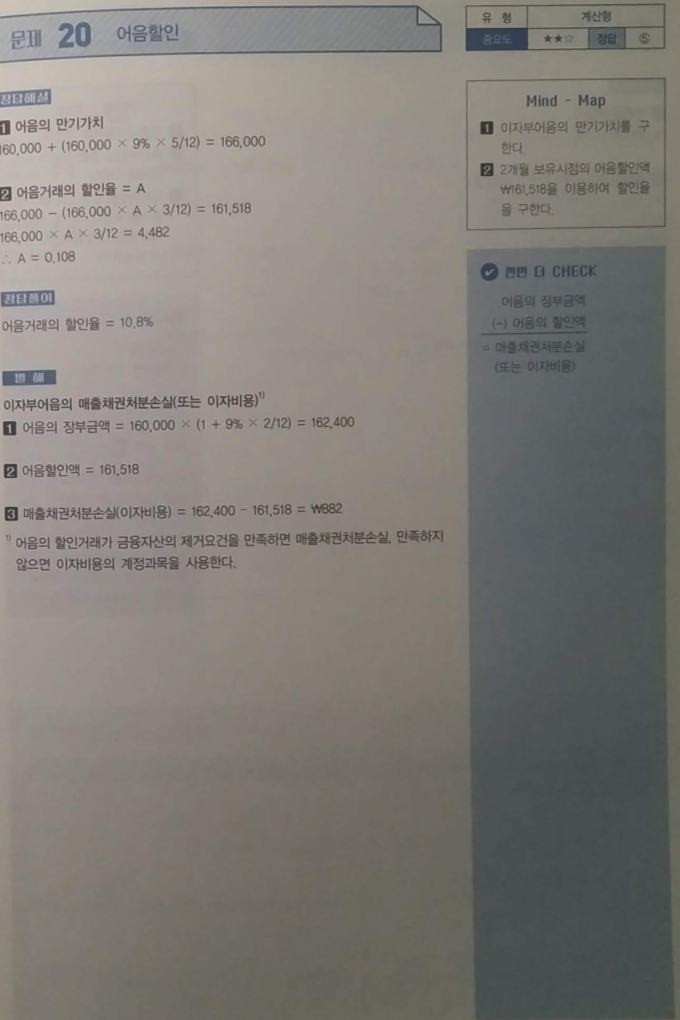 문제 20 어음할인
유 형 계산형
중요도 ★★☆ 정답 ⑤
정답해설
1 어음의 만기가치
160,000 + (160,000 × 9% × 5/12) = 166,000
2 어음거래의 할인율 = A
166,000 − (166,000 × A × 3/12) = 161,518
166,000 × A × 3/12 = 4,482
∴ A = 0.108
정답풀이
어음거래의 할인율 = 10.8%
별 해
이자부어음의 매출채권처분손실(또는 이자비용)¹⁾
1 어음의 장부금액 = 160,000 × (1 + 9% × 2/12) = 162,400
2 어음할인액 = 161,518
3 매출채권처분손실(이자비용) = 162,400 − 161,518 = ₩882
¹⁾ 어음의 할인거래가 금융자산의 제거요건을 만족하면 매출채권처분손실, 만족하지
않으면 이자비용의 계정과목을 사용한다.
Mind - Map
1 이자부어음의 만기가치를 구
한다.
2 2개월 보유시점의 어음할인액
₩161,518을 이용하여 할인율
을 구한다.
한번 더 CHECK
어음의 장부금액
(−) 어음의 할인액
= 매출채권처분손실
(또는 이자비용)